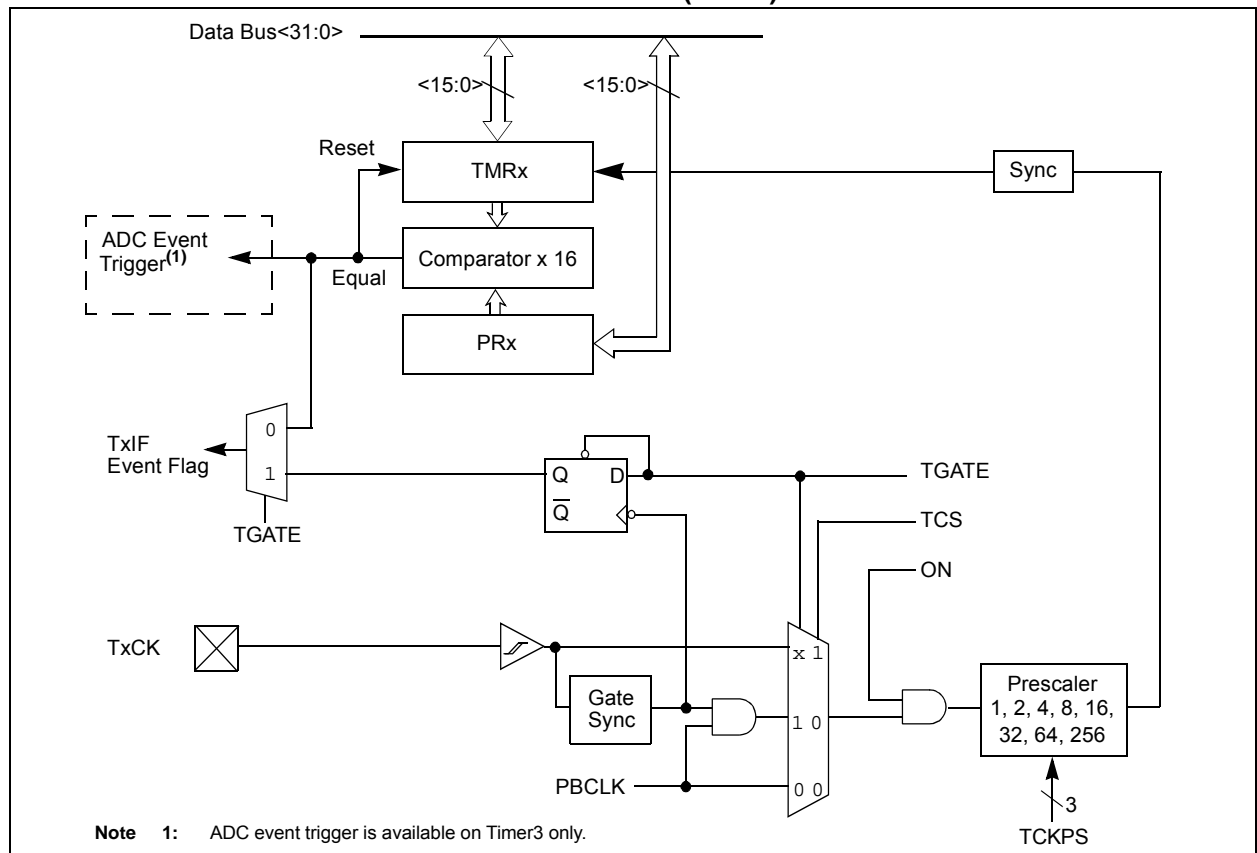 Data Bus<31:0>
<15:0>
<15:0>
Reset
TMRx
Sync
ADC Event
Trigger(1)
Equal
Comparator x 16
PRx
0
1
TxIF
Event Flag
TGATE
Q
D
Q
TGATE
TCS
ON
TxCK
x 1
Gate
Sync
1 0
Prescaler
1, 2, 4, 8, 16,
32, 64, 256
PBCLK
0 0
3
TCKPS
Note 1: ADC event trigger is available on Timer3 only.